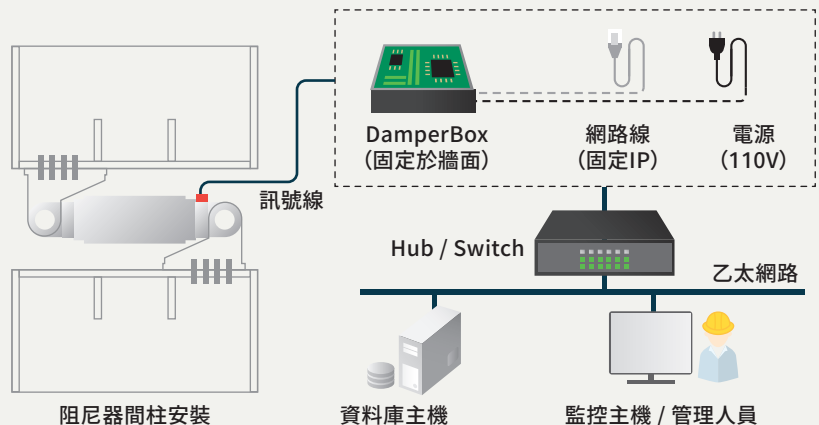 DamperBox
（固定於牆面）
網路線
（固定IP）
電源
（110V）
訊號線
Hub / Switch
乙太網路
阻尼器間柱安裝
資料庫主機
監控主機 / 管理人員